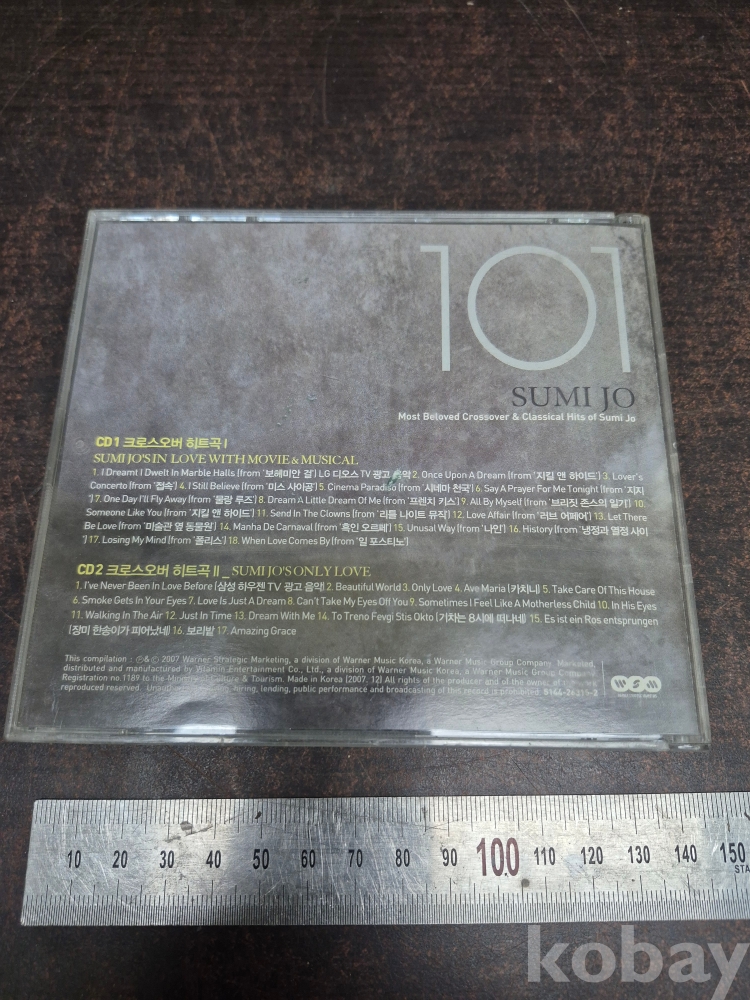 101
SUMI JO
Most Beloved Crossover & Classical Hits of Sumi Jo
CD1 크로스오버 히트곡 I
SUMI JO'S IN LOVE WITH MOVIE & MUSICAL
1. I Dreamt I Dwelt In Marble Halls (from '보헤미안 걸') LG 디오스 TV 광고 음악 2. Once Upon A Dream (from '지킬 앤 하이드') 3. Lover's
Concerto (from '접속') 4. I Still Believe (from '미스 사이공') 5. Cinema Paradiso (from '시네마 천국') 6. Say A Prayer For Me Tonight (from '지지
') 7. One Day I'll Fly Away (from '물랑 루즈') 8. Dream A Little Dream Of Me (from '프렌치 키스') 9. All By Myself (from '브리짓 존스의 일기') 10.
Someone Like You (from '지킬 앤 하이드') 11. Send In The Clowns (from '리틀 나이트 뮤직') 12. Love Affair (from '러브 어페어') 13. Let There
Be Love (from '미술관 옆 동물원') 14. Manha De Carnaval (from '흑인 오르페') 15. Unusal Way (from '나인') 16. History (from '냉정과 열정 사이
') 17. Losing My Mind (from '폴리스') 18. When Love Comes By (from '일 포스티노')
CD2 크로스오버 히트곡 II _ SUMI JO'S ONLY LOVE
1. I've Never Been In Love Before (삼성 하우젠 TV 광고 음악) 2. Beautiful World 3. Only Love 4. Ave Maria (카치니) 5. Take Care Of This House
6. Smoke Gets In Your Eyes 7. Love Is Just A Dream 8. Can't Take My Eyes Off You 9. Sometimes I Feel Like A Motherless Child 10. In His Eyes
11. Walking In The Air 12. Just In Time 13. Dream With Me 14. To Treno Fevgi Stis Okto (기차는 8시에 떠나네) 15. Es ist ein Ros entsprungen
(장미 한송이가 피어났네) 16. 보리밭 17. Amazing Grace
This compilation : ℗&© 2007 Warner Strategic Marketing, a division of Warner Music Korea, a Warner Music Group Company. Marketed,
distributed and manufactured by Vitamin Entertainment Co., Ltd., a division of Warner Music Korea, a Warner Music Group Company
Registration no.1189 to the Ministry Culture & Tourism. Made in Korea (2007. 12) All rights of the producer and of the owner
reproduced reserved. hiring, lending, public performance and broadcasting of this record is prohibited.
WSM
10 20 30 40 50 60 70 80 90 100 110 120 130 140 150
STA
kobay